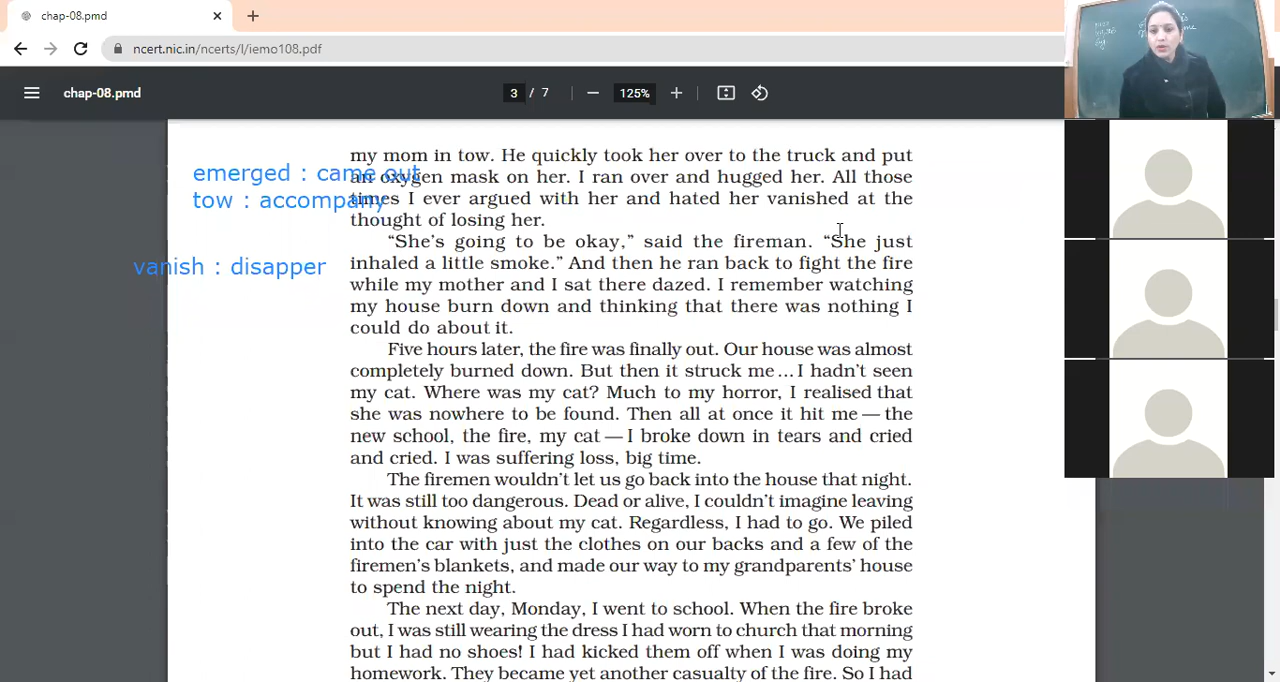 chap-08.pmd
ncert.nic.in/ncerts/l/iemo108.pdf
chap-08.pmd
3 / 7
125%
my mom in tow. He quickly took her over to the truck and put
emerged : came out
an oxygen mask on her. I ran over and hugged her. All those
tow : accompany
times I ever argued with her and hated her vanished at the
thought of losing her.
“She’s going to be okay,” said the fireman. “She just
vanish : disapper
inhaled a little smoke.” And then he ran back to fight the fire
while my mother and I sat there dazed. I remember watching
my house burn down and thinking that there was nothing I
could do about it.
Five hours later, the fire was finally out. Our house was almost
completely burned down. But then it struck me ... I hadn’t seen
my cat. Where was my cat? Much to my horror, I realised that
she was nowhere to be found. Then all at once it hit me — the
new school, the fire, my cat — I broke down in tears and cried
and cried. I was suffering loss, big time.
The firemen wouldn’t let us go back into the house that night.
It was still too dangerous. Dead or alive, I couldn’t imagine leaving
without knowing about my cat. Regardless, I had to go. We piled
into the car with just the clothes on our backs and a few of the
firemen’s blankets, and made our way to my grandparents’ house
to spend the night.
The next day, Monday, I went to school. When the fire broke
out, I was still wearing the dress I had worn to church that morning
but I had no shoes! I had kicked them off when I was doing my
homework. They became yet another casualty of the fire. So I had